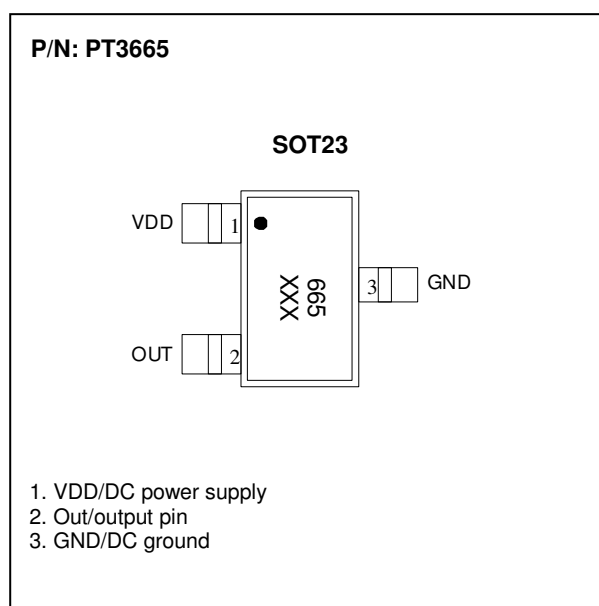 P/N: PT3665
SOT23
VDD
1
665
XXX
3
GND
OUT
2
1. VDD/DC power supply
2. Out/output pin
3. GND/DC ground